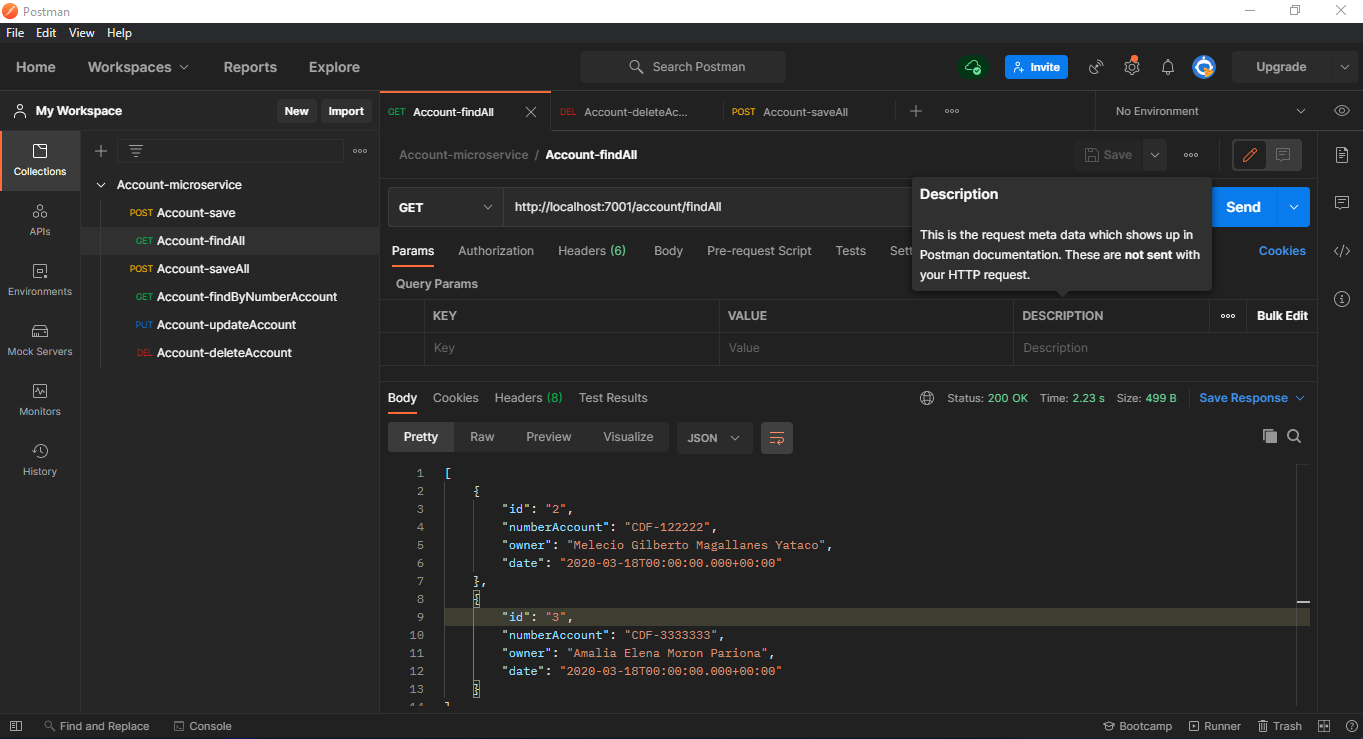 Postman
File Edit View Help
Home Workspaces Reports Explore Search Postman Invite Upgrade
My Workspace New Import
GET Account-findAll DEL Account-deleteAc... POST Account-saveAll No Environment
Account-microservice / Account-findAll Save
Collections
APIs
Environments
Mock Servers
Monitors
History
Account-microservice
POST Account-save
GET Account-findAll
POST Account-saveAll
GET Account-findByNumberAccount
PUT Account-updateAccount
DEL Account-deleteAccount
GET http://localhost:7001/account/findAll Send
Description
This is the request meta data which shows up in
Postman documentation. These are not sent with
your HTTP request.
Params Authorization Headers (6) Body Pre-request Script Tests Sett Cookies
Query Params
KEY VALUE DESCRIPTION Bulk Edit
Key Value Description
Body Cookies Headers (8) Test Results Status: 200 OK Time: 2.23 s Size: 499 B Save Response
Pretty Raw Preview Visualize JSON
1 [
2 {
3 "id": "2",
4 "numberAccount": "CDF-122222",
5 "owner": "Melecio Gilberto Magallanes Yataco",
6 "date": "2020-03-18T00:00:00.000+00:00"
7 },
8 {
9 "id": "3",
10 "numberAccount": "CDF-3333333",
11 "owner": "Amalia Elena Moron Pariona",
12 "date": "2020-03-18T00:00:00.000+00:00"
13 }
14 ]
Find and Replace Console Bootcamp Runner Trash